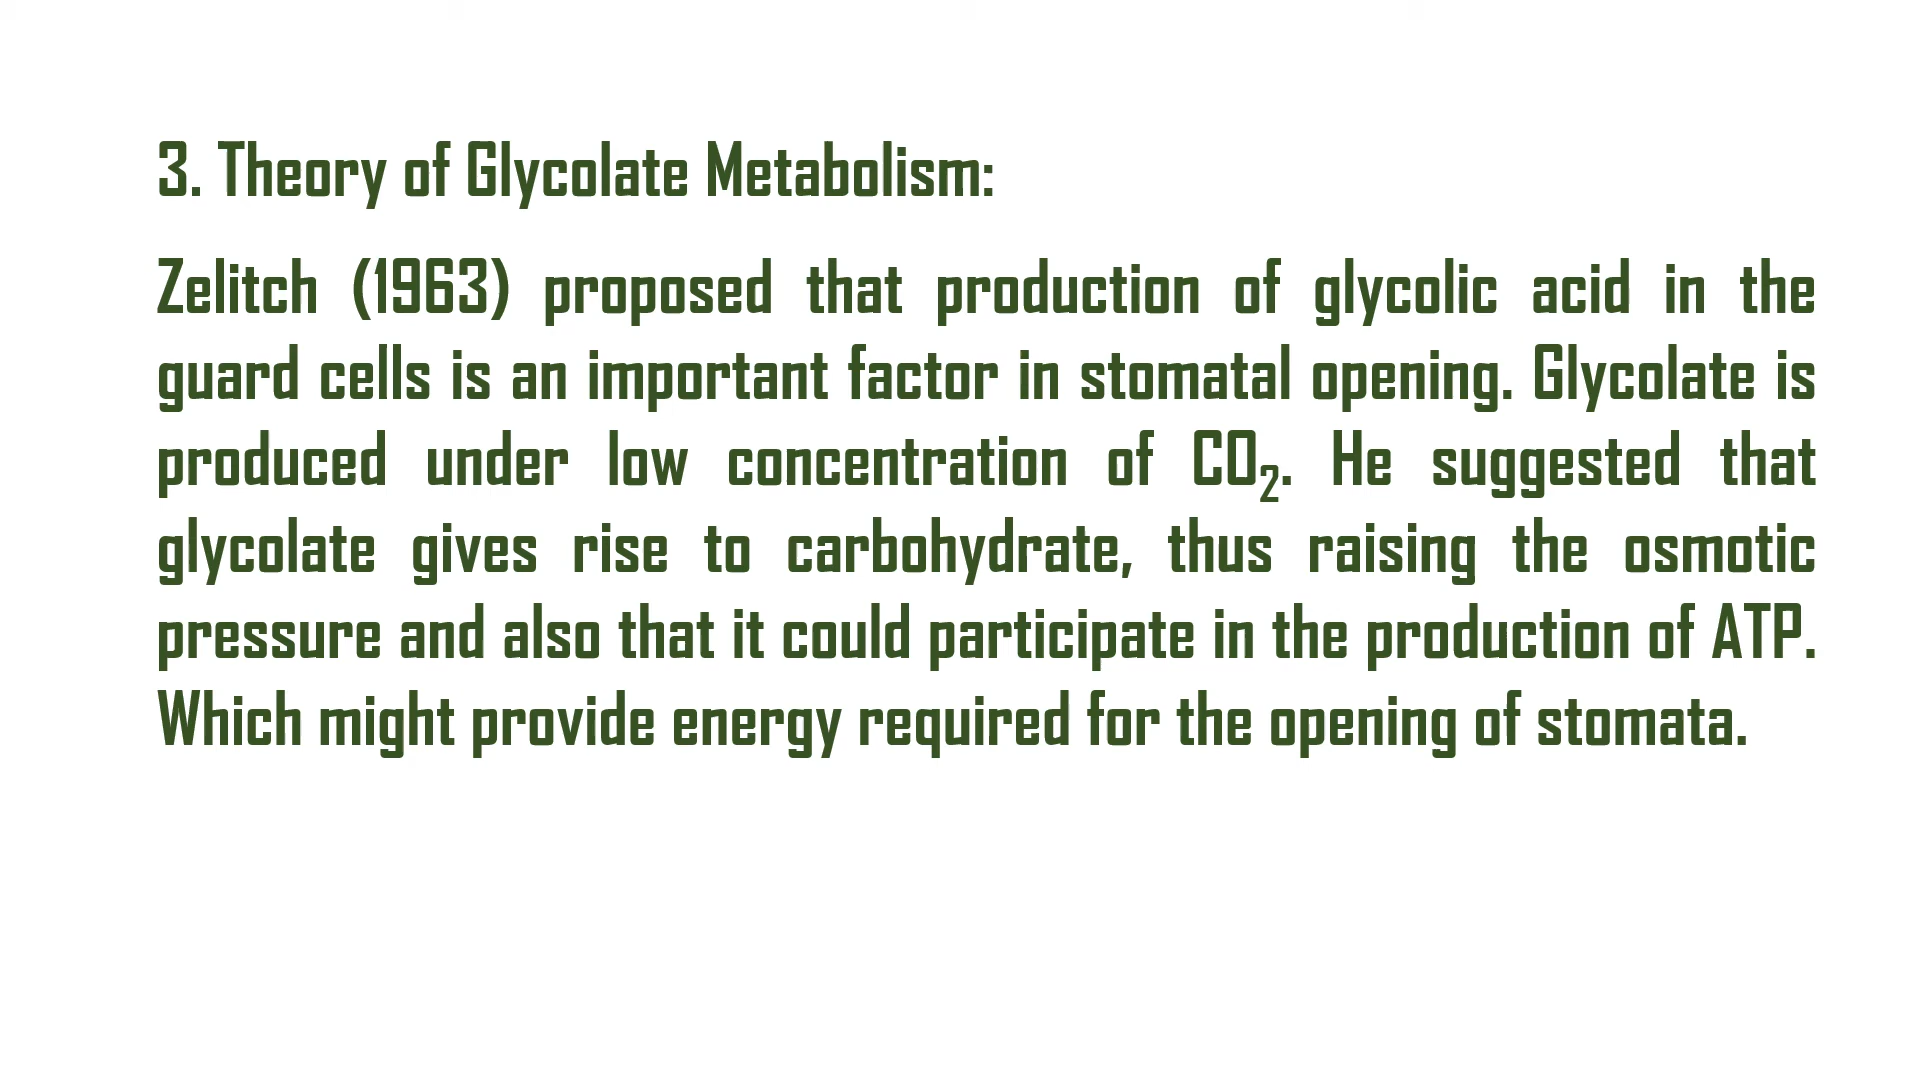 3. Theory of Glycolate Metabolism:
Zelitch (1963) proposed that production of glycolic acid in the
guard cells is an important factor in stomatal opening. Glycolate is
produced under low concentration of CO₂. He suggested that
glycolate gives rise to carbohydrate, thus raising the osmotic
pressure and also that it could participate in the production of ATP.
Which might provide energy required for the opening of stomata.